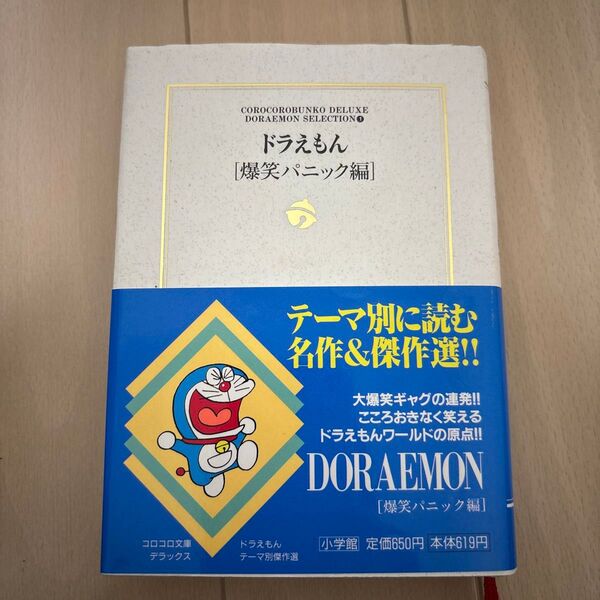 COROCOROBUNKO DELUXE
DORAEMON SELECTION❶
ドラえもん
[爆笑パニック編]
テーマ別に読む
名作&傑作選!!
大爆笑ギャグの連発!!
こころおきなく笑える
ドラえもんワールドの原点!!
DORAEMON
[爆笑パニック編]
コロコロ文庫
デラックス
ドラえもん
テーマ別傑作選
小学館 定価650円 本体619円